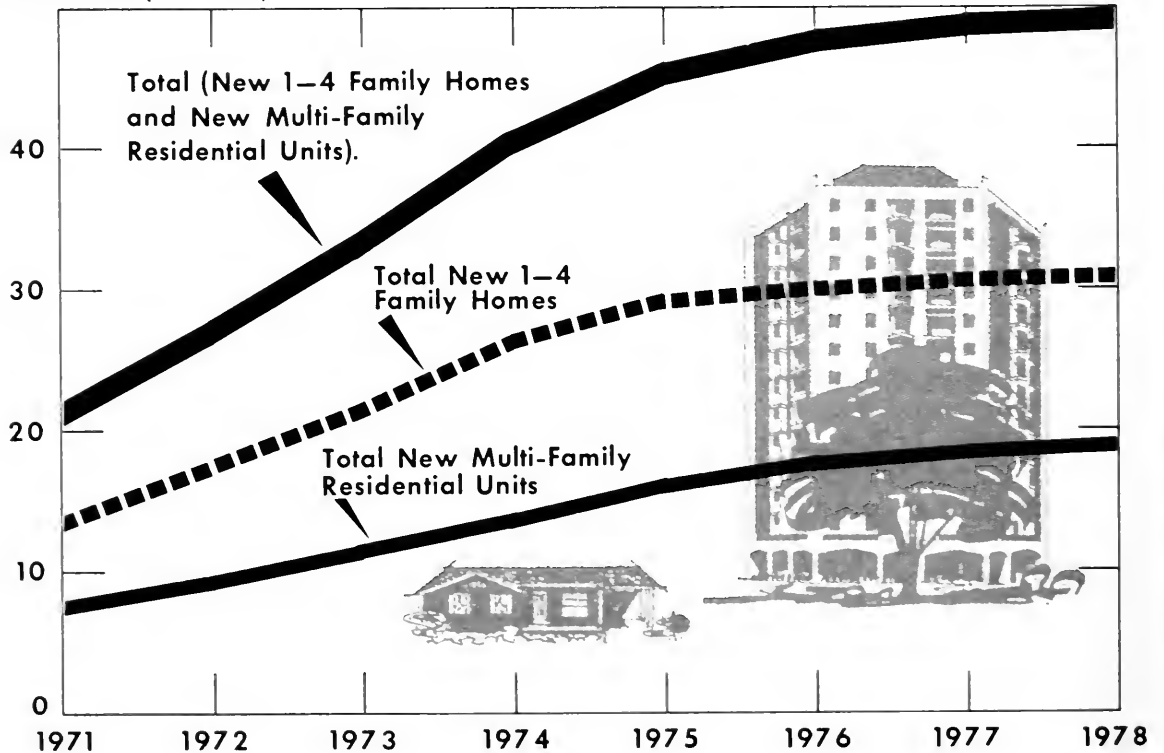 Total (New 1–4 Family Homes
and New Multi-Family
Residential Units).
40
30
Total New 1–4
Family Homes
20
Total New Multi-Family
Residential Units
10
0
1971 1972 1973 1974 1975 1976 1977 1978